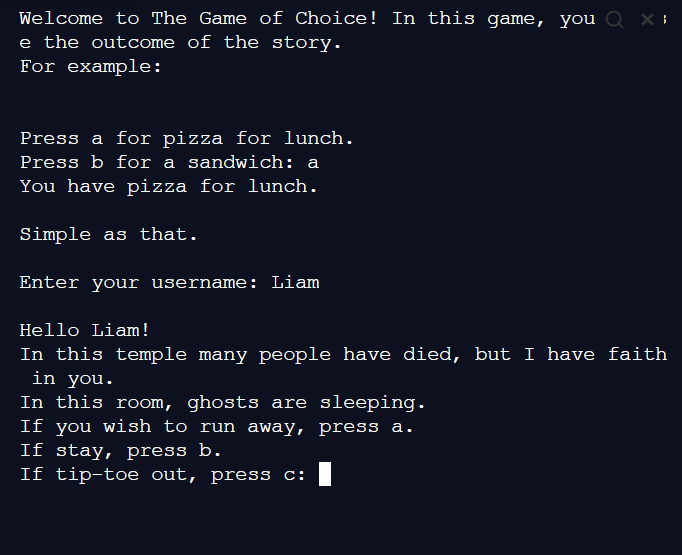 Welcome to The Game of Choice! In this game, you
e the outcome of the story.
For example:
Press a for pizza for lunch.
Press b for a sandwich: a
You have pizza for lunch.
Simple as that.
Enter your username: Liam
Hello Liam!
In this temple many people have died, but I have faith
in you.
In this room, ghosts are sleeping.
If you wish to run away, press a.
If stay, press b.
If tip-toe out, press c: